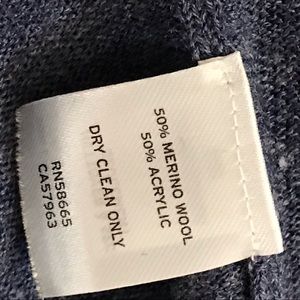 50% MERINO WOOL
50% ACRYLIC
DRY CLEAN ONLY
RN58665
CA57963